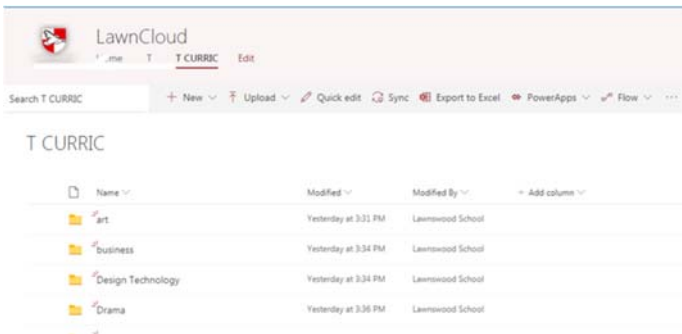 LawnCloud
T T CURRIC Edit
Search T CURRIC + New Upload Quick edit Sync Export to Excel PowerApps Flow ...
T CURRIC
Name Modified Modified By + Add column
art Yesterday at 3:31 PM Lawnswood School
business Yesterday at 3:34 PM Lawnswood School
Design Technology Yesterday at 3:34 PM Lawnswood School
Drama Yesterday at 3:36 PM Lawnswood School